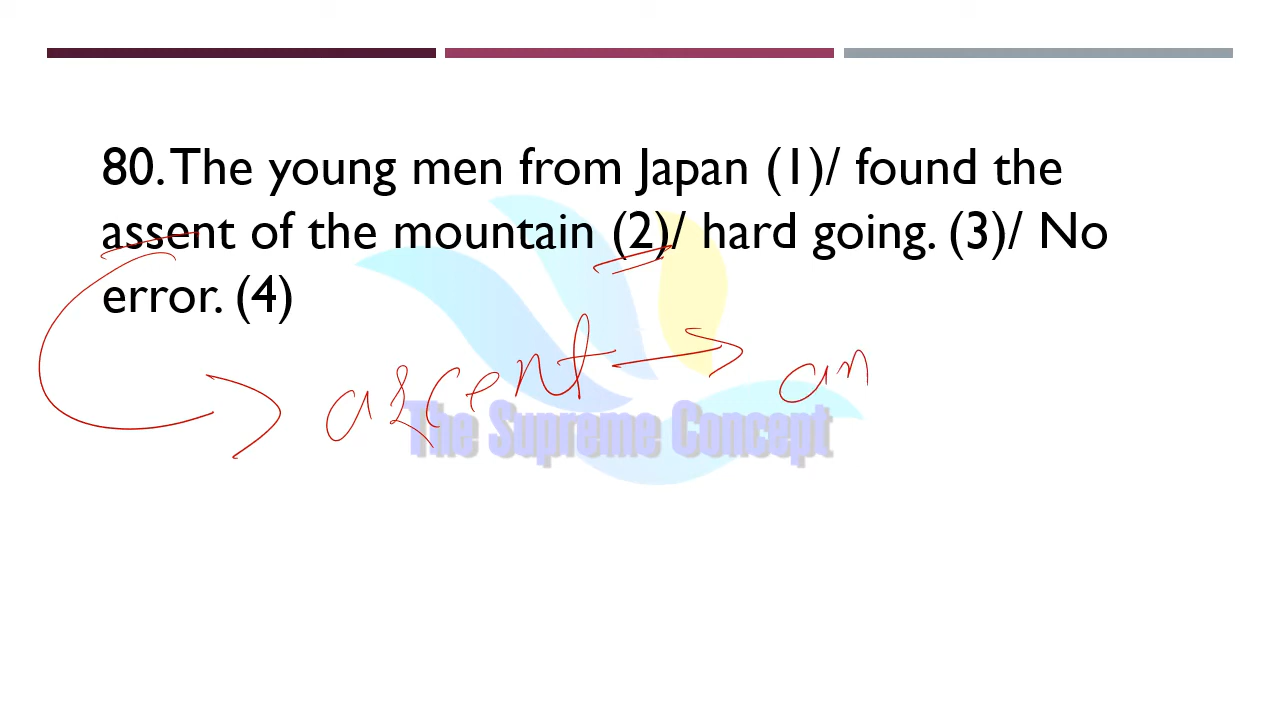 80. The young men from Japan (1)/ found the
assent of the mountain (2)/ hard going. (3)/ No
error. (4)
ascent → an
The Supreme Concept